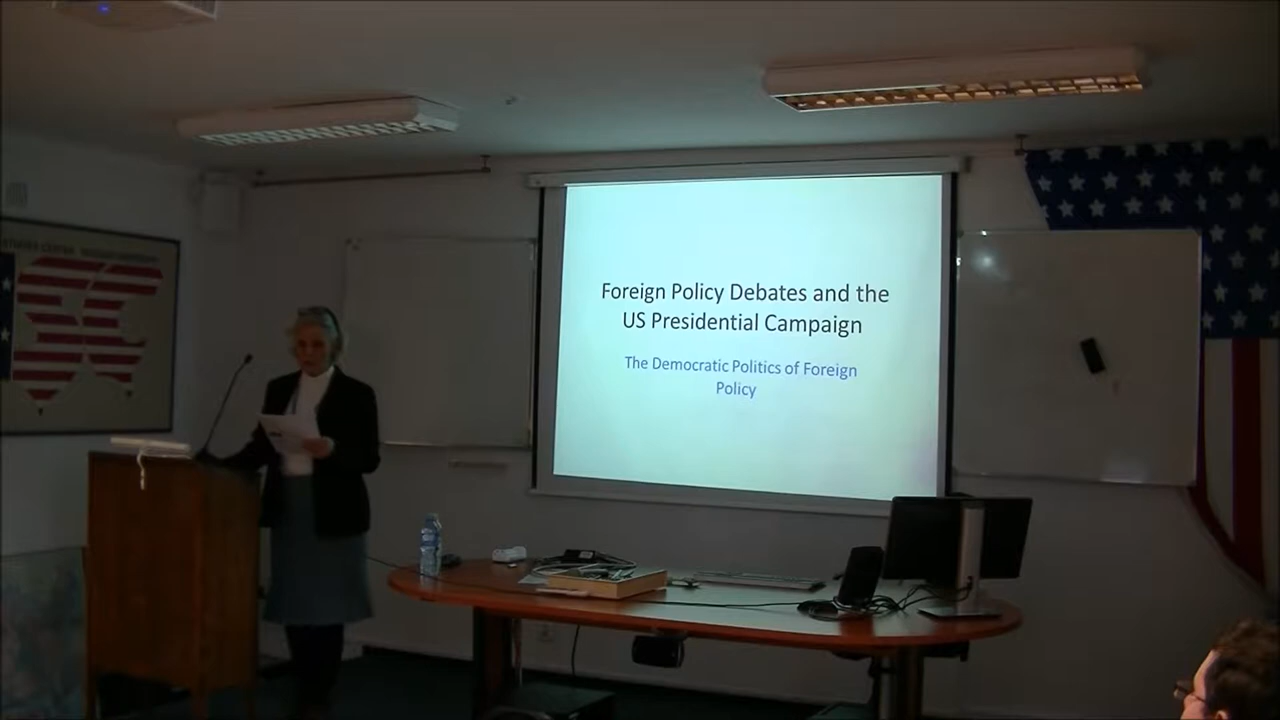 Foreign Policy Debates and the
US Presidential Campaign
The Democratic Politics of Foreign
Policy